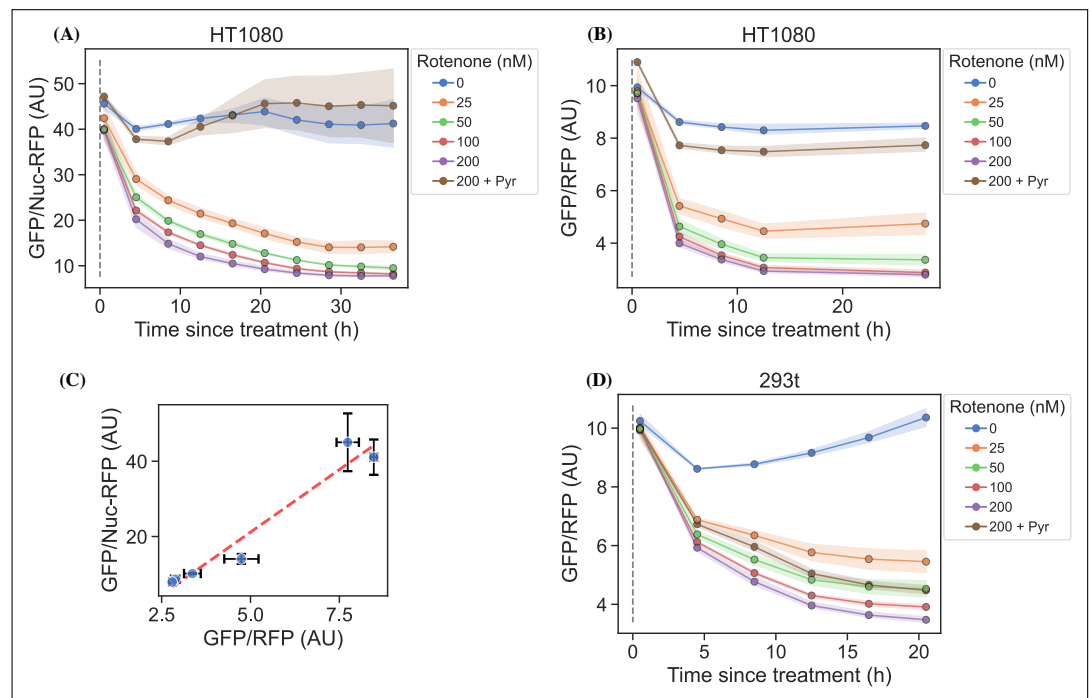 (A)
HT1080
GFP/Nuc-RFP (AU)
50
40
30
20
10
0
10
20
30
Time since treatment (h)
Rotenone (nM)
0
25
50
100
200
200 + Pyr
(B)
HT1080
GFP/RFP (AU)
10
8
6
4
0
10
20
Time since treatment (h)
Rotenone (nM)
0
25
50
100
200
200 + Pyr
(C)
GFP/Nuc-RFP (AU)
40
20
2.5
5.0
7.5
GFP/RFP (AU)
(D)
293t
GFP/RFP (AU)
10
8
6
4
0
5
10
15
20
Time since treatment (h)
Rotenone (nM)
0
25
50
100
200
200 + Pyr